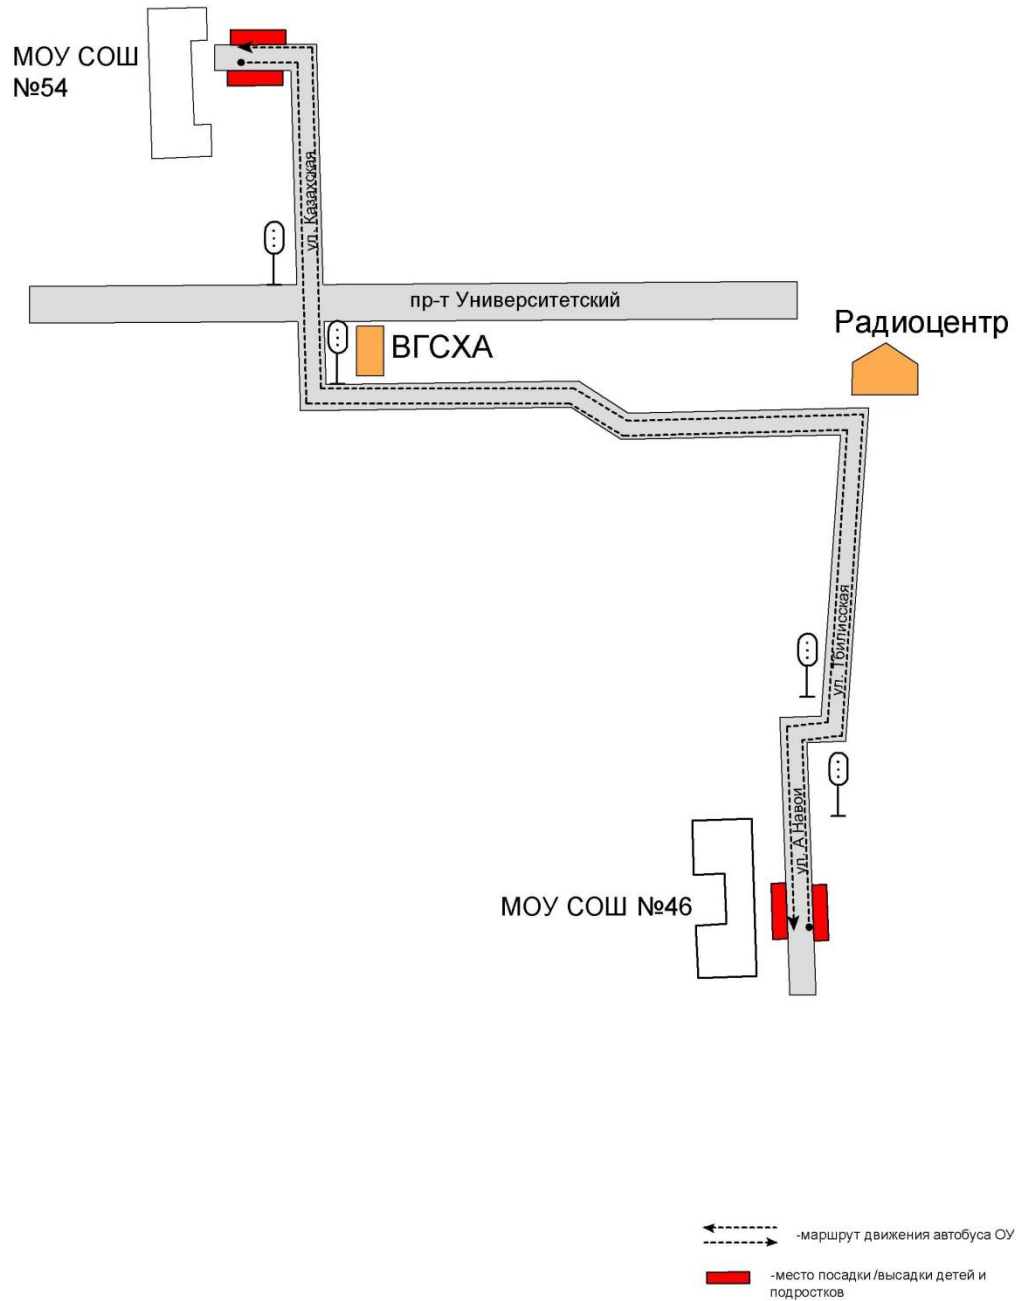 МОУ СОШ
№54
ул. Казахская
пр-т Университетский
ВГСХА
Радиоцентр
ул. Тбилисская
ул. А Навои
МОУ СОШ №46
-маршрут движения автобуса ОУ
-место посадки/высадки детей и
подростков